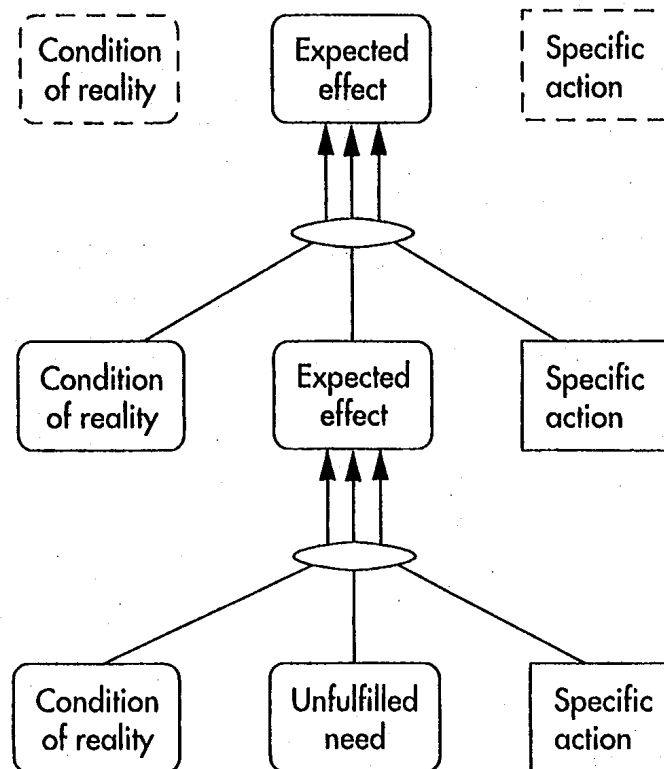 Condition
of reality
Expected
effect
Specific
action
Condition
of reality
Expected
effect
Specific
action
Condition
of reality
Unfulfilled
need
Specific
action